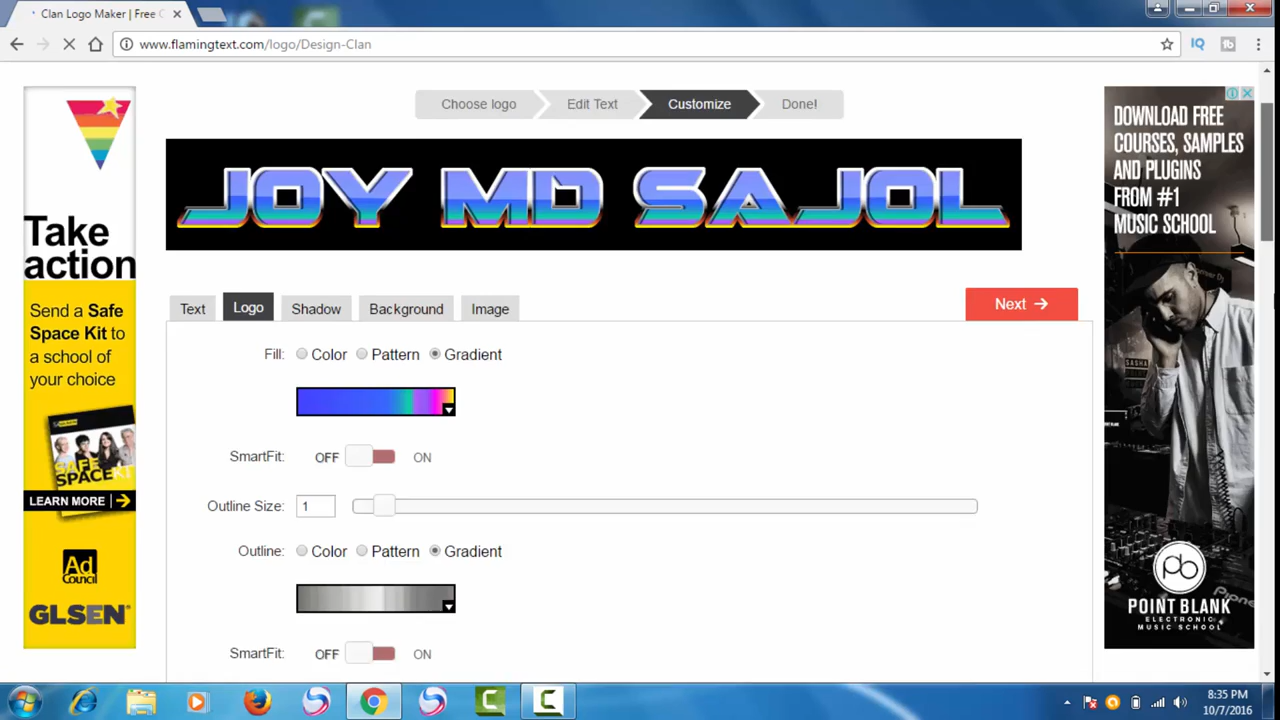 Clan Logo Maker | Free C
www.flamingtext.com/logo/Design-Clan
Choose logo
Edit Text
Customize
Done!
JOY MD SAJOL
Text
Logo
Shadow
Background
Image
Next
Fill:
Color
Pattern
Gradient
SmartFit:
OFF
ON
Outline Size:
1
Outline:
Color
Pattern
Gradient
SmartFit:
OFF
ON
Take
action
Send a Safe
Space Kit to
a school of
your choice
SAFE
SPACE KIT
LEARN MORE
Ad
Council
GLSEN
DOWNLOAD FREE
COURSES, SAMPLES
AND PLUGINS
FROM #1
MUSIC SCHOOL
pb
POINT BLANK
ELECTRONIC
MUSIC SCHOOL
8:35 PM
10/7/2016